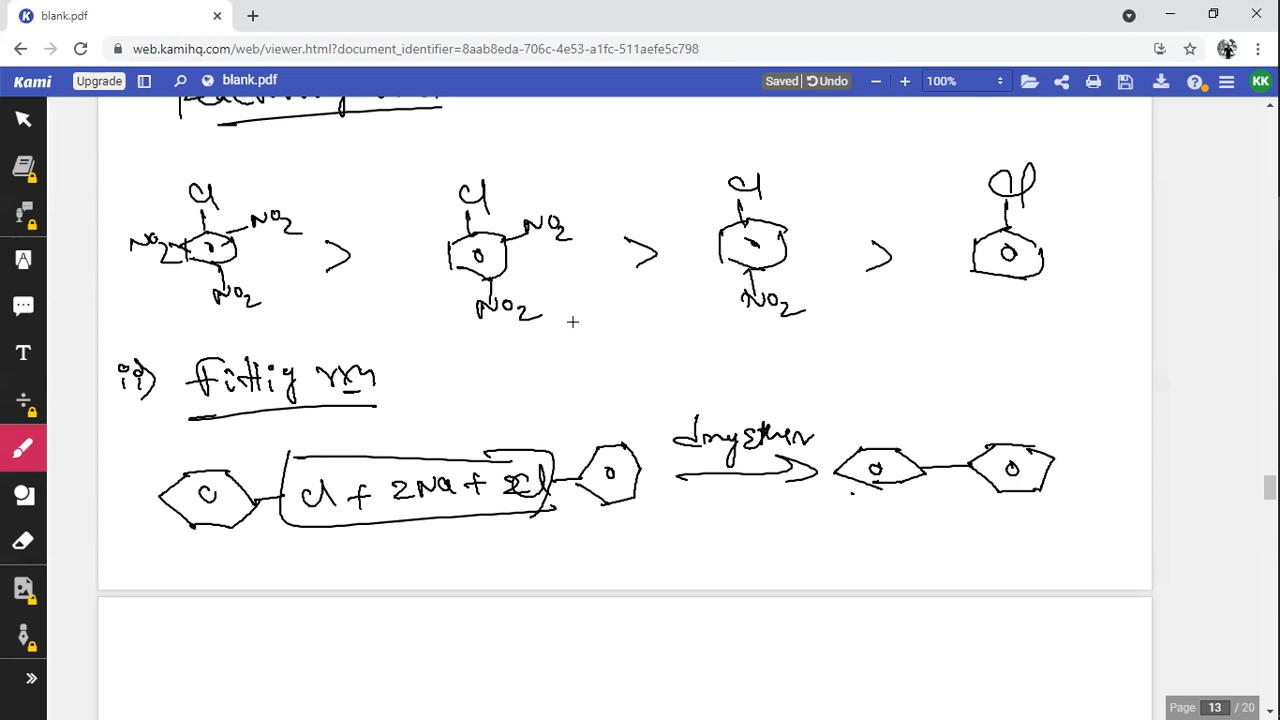 blank.pdf
web.kamihq.com/web/viewer.html?document_identifier=8aab8eda-706c-4e53-a1fc-511aefe5c798
Kami Upgrade blank.pdf Saved Undo 100% KK
Cl Cl Cl Cl
NO2 NO2 > NO2 > >
NO2 NO2 NO2
ii) Fittig rxn
Cl + 2Na + Cl dry ether
Page 13 / 20